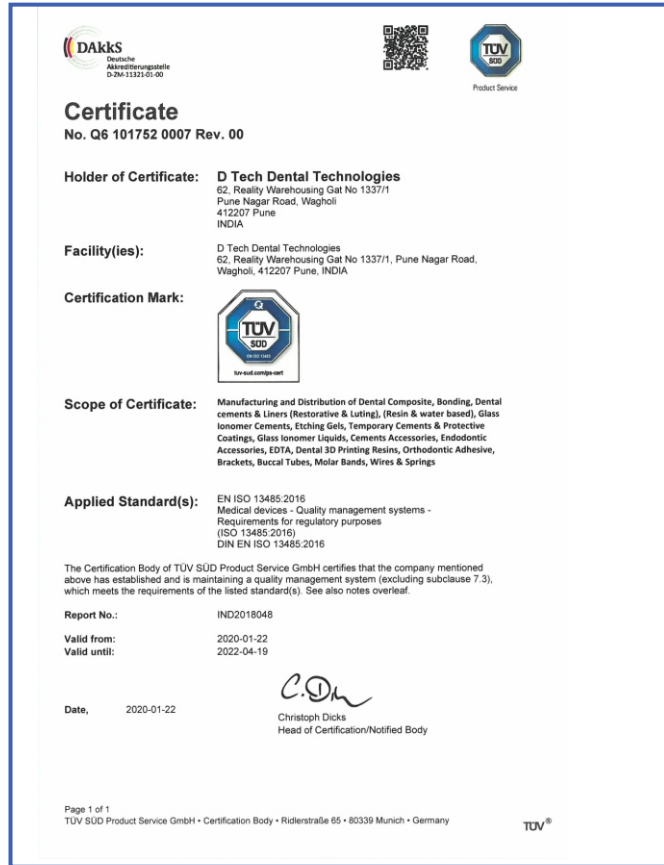 DAkkS
Deutsche
Akkreditierungsstelle
D-ZM-11321-01-00
TÜV
SÜD
Product Service
Certificate
No. Q6 101752 0007 Rev. 00
Holder of Certificate: D Tech Dental Technologies
62, Reality Warehousing Gat No 1337/1
Pune Nagar Road, Wagholi
412207 Pune
INDIA
Facility(ies): D Tech Dental Technologies
62, Reality Warehousing Gat No 1337/1, Pune Nagar Road,
Wagholi, 412207 Pune, INDIA
Certification Mark:
Q
TÜV
SÜD
EN ISO 13485
tuv-sud.com/ps-cert
Scope of Certificate: Manufacturing and Distribution of Dental Composite, Bonding, Dental
cements & Liners (Restorative & Luting), (Resin & water based), Glass
Ionomer Cements, Etching Gels, Temporary Cements & Protective
Coatings, Glass Ionomer Liquids, Cements Accessories, Endodontic
Accessories, EDTA, Dental 3D Printing Resins, Orthodontic Adhesive,
Brackets, Buccal Tubes, Molar Bands, Wires & Springs
Applied Standard(s): EN ISO 13485:2016
Medical devices - Quality management systems -
Requirements for regulatory purposes
(ISO 13485:2016)
DIN EN ISO 13485:2016
The Certification Body of TÜV SÜD Product Service GmbH certifies that the company mentioned
above has established and is maintaining a quality management system (excluding subclause 7.3),
which meets the requirements of the listed standard(s). See also notes overleaf.
Report No.: IND2018048
Valid from: 2020-01-22
Valid until: 2022-04-19
Date, 2020-01-22
Christoph Dicks
Head of Certification/Notified Body
Page 1 of 1
TÜV SÜD Product Service GmbH • Certification Body • Ridlerstraße 65 • 80339 Munich • Germany
TÜV®